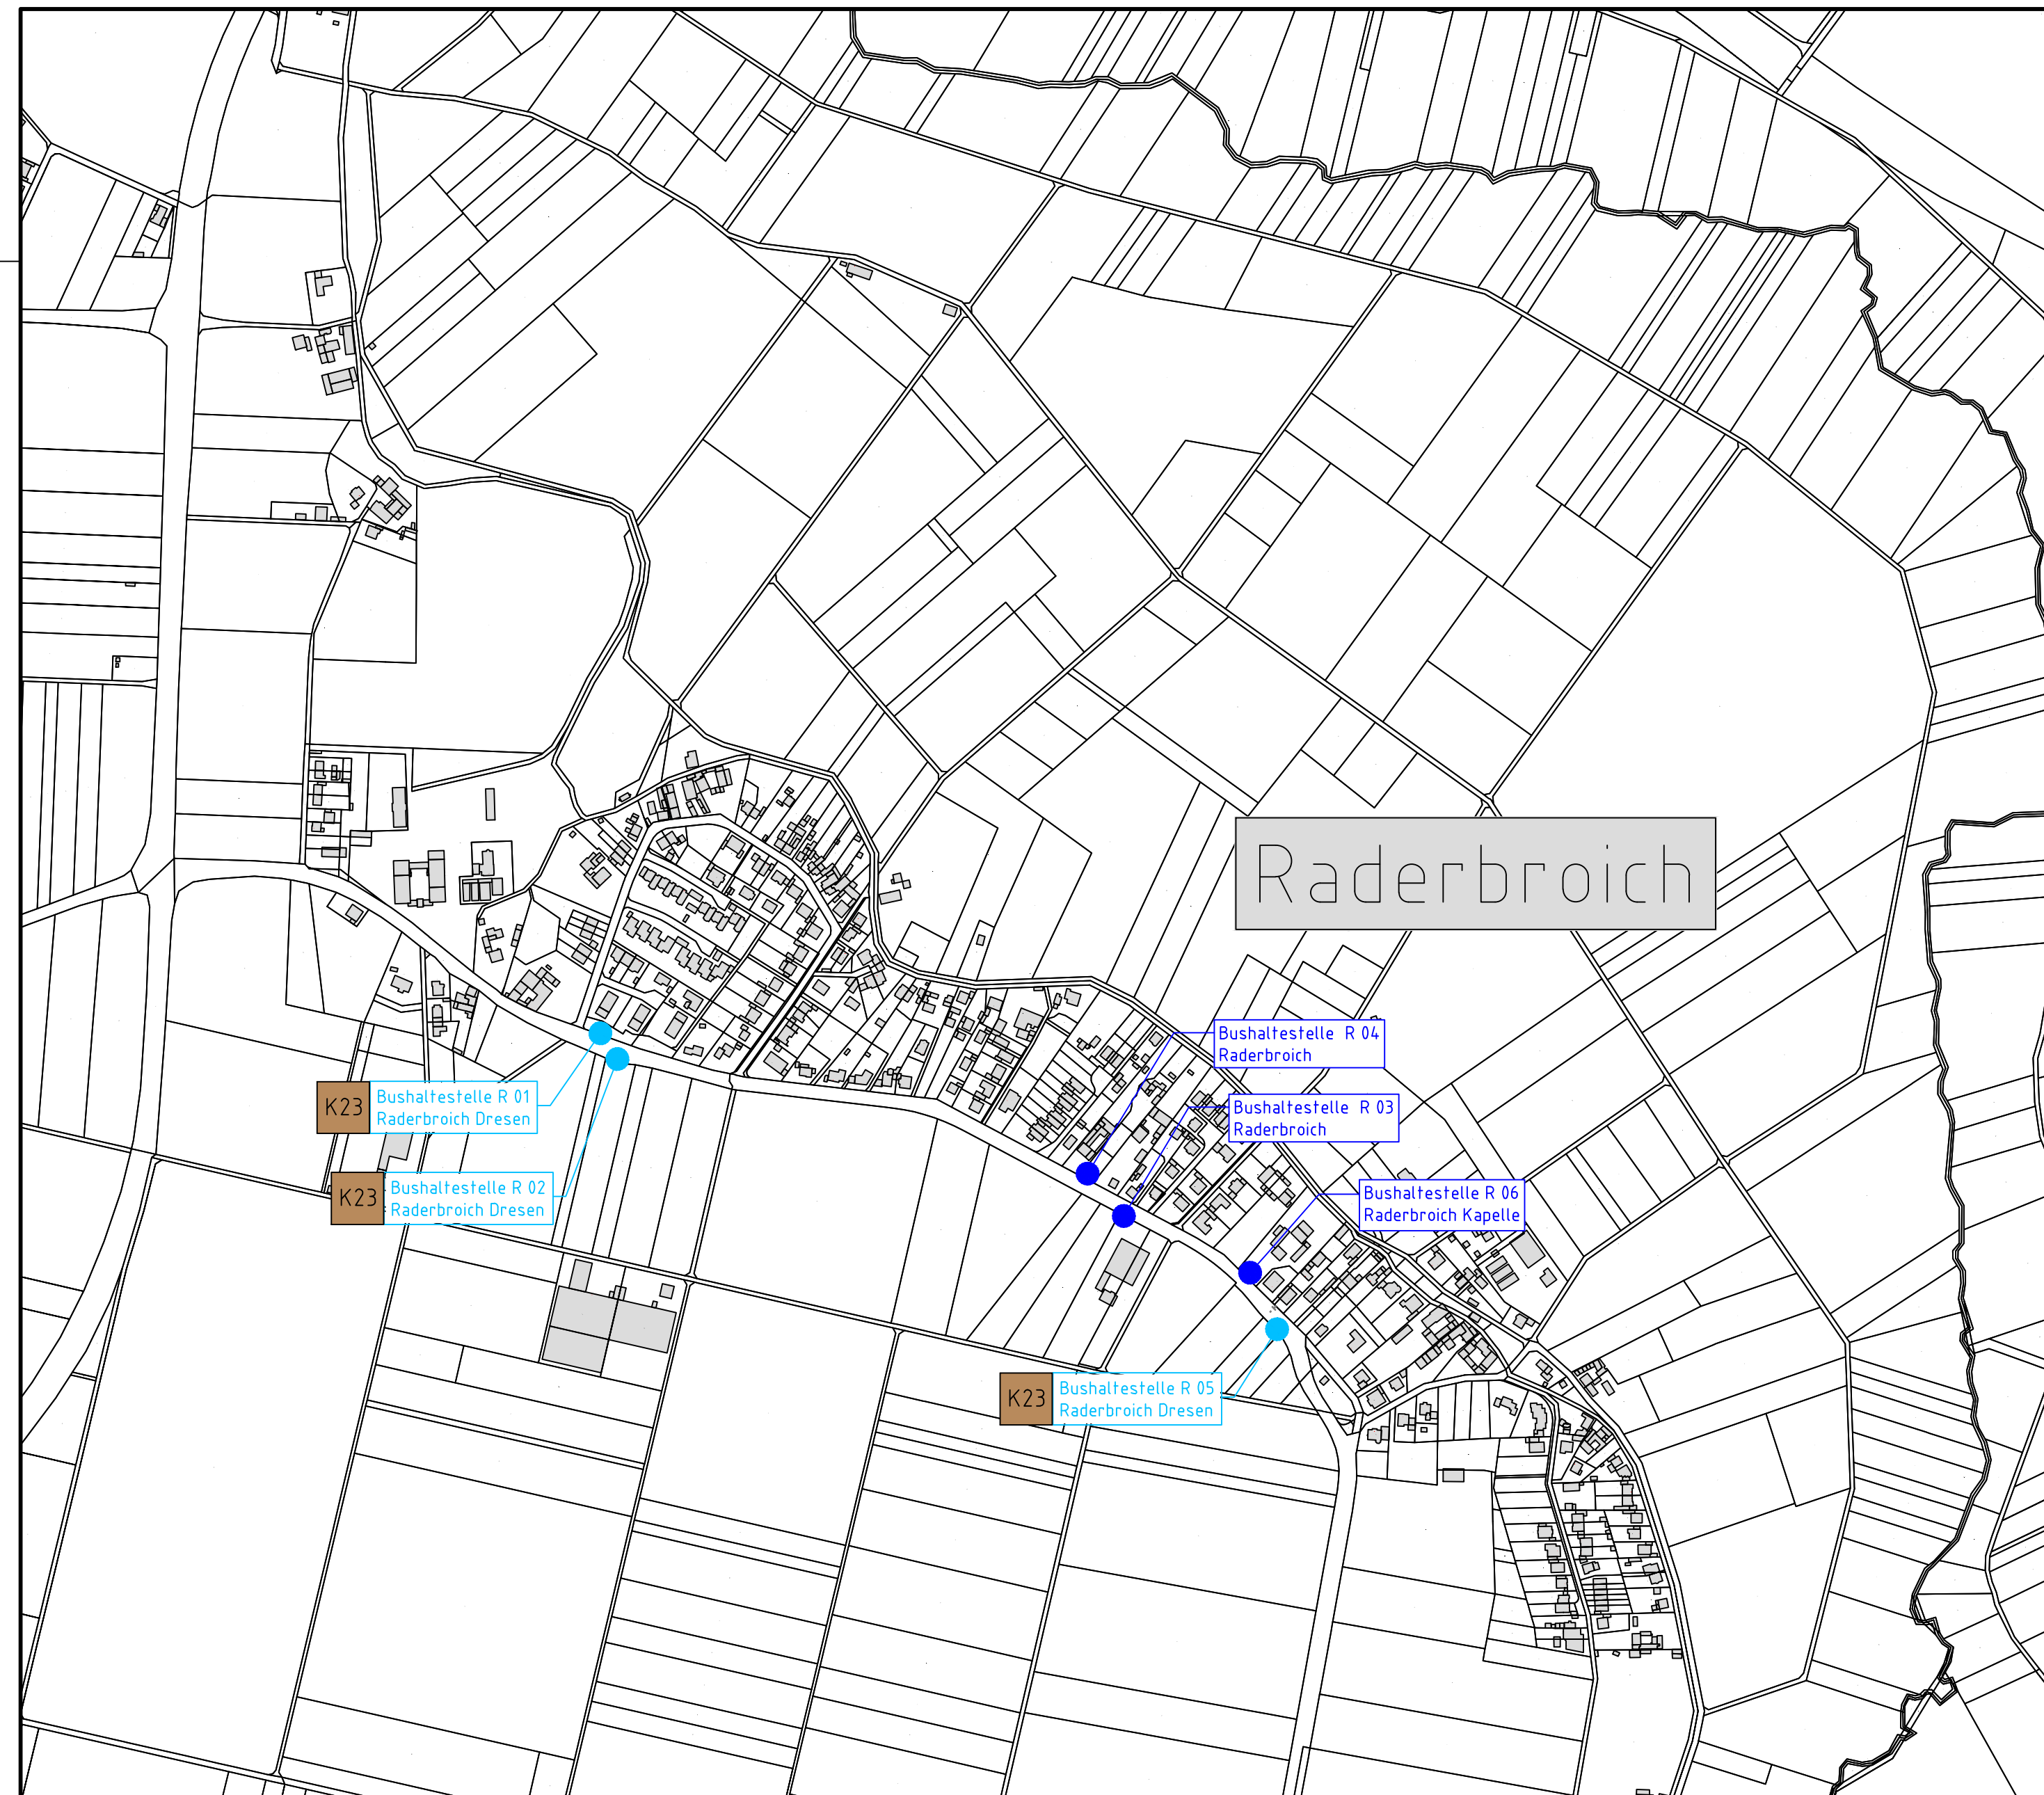 Raderbroich
Bushaltestelle R 04
Raderbroich
K23
Bushaltestelle R 01
Raderbroich Dresen
Bushaltestelle R 03
Raderbroich
K23
Bushaltestelle R 02
Raderbroich Dresen
Bushaltestelle R 06
Raderbroich Kapelle
K23
Bushaltestelle R 05
Raderbroich Dresen